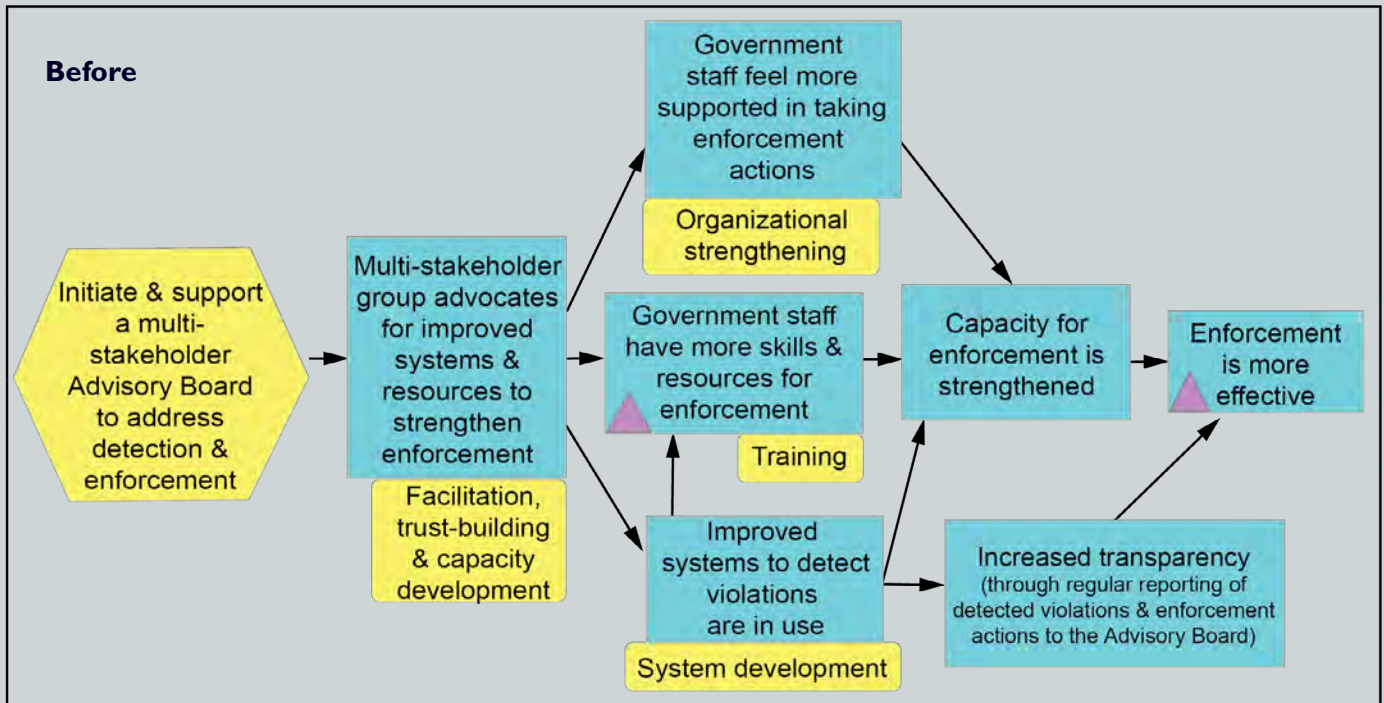 Before
Initiate & support
a multi-
stakeholder
Advisory Board
to address
detection &
enforcement
Multi-stakeholder
group advocates
for improved
systems &
resources to
strengthen
enforcement
Facilitation,
trust-building
& capacity
development
Government
staff feel more
supported in taking
enforcement
actions
Organizational
strengthening
Government staff
have more skills &
resources for
enforcement
Training
Improved
systems to detect
violations
are in use
System development
Capacity for
enforcement is
strengthened
Increased transparency
(through regular reporting of
detected violations & enforcement
actions to the Advisory Board)
Enforcement
is more
effective